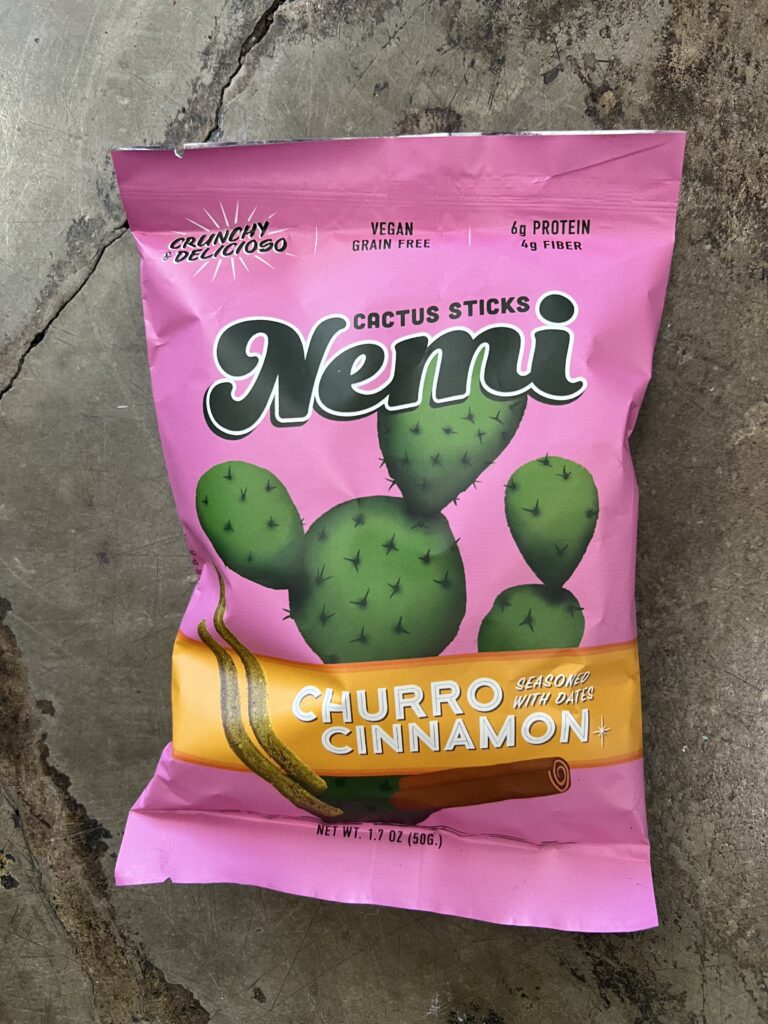 CRUNCHY
& DELICIOSO
VEGAN
GRAIN FREE
6g PROTEIN
4g FIBER
CACTUS STICKS
Nemi
CHURRO
CINNAMON
SEASONED
WITH DATES
NET WT. 1.7 OZ (50G.)